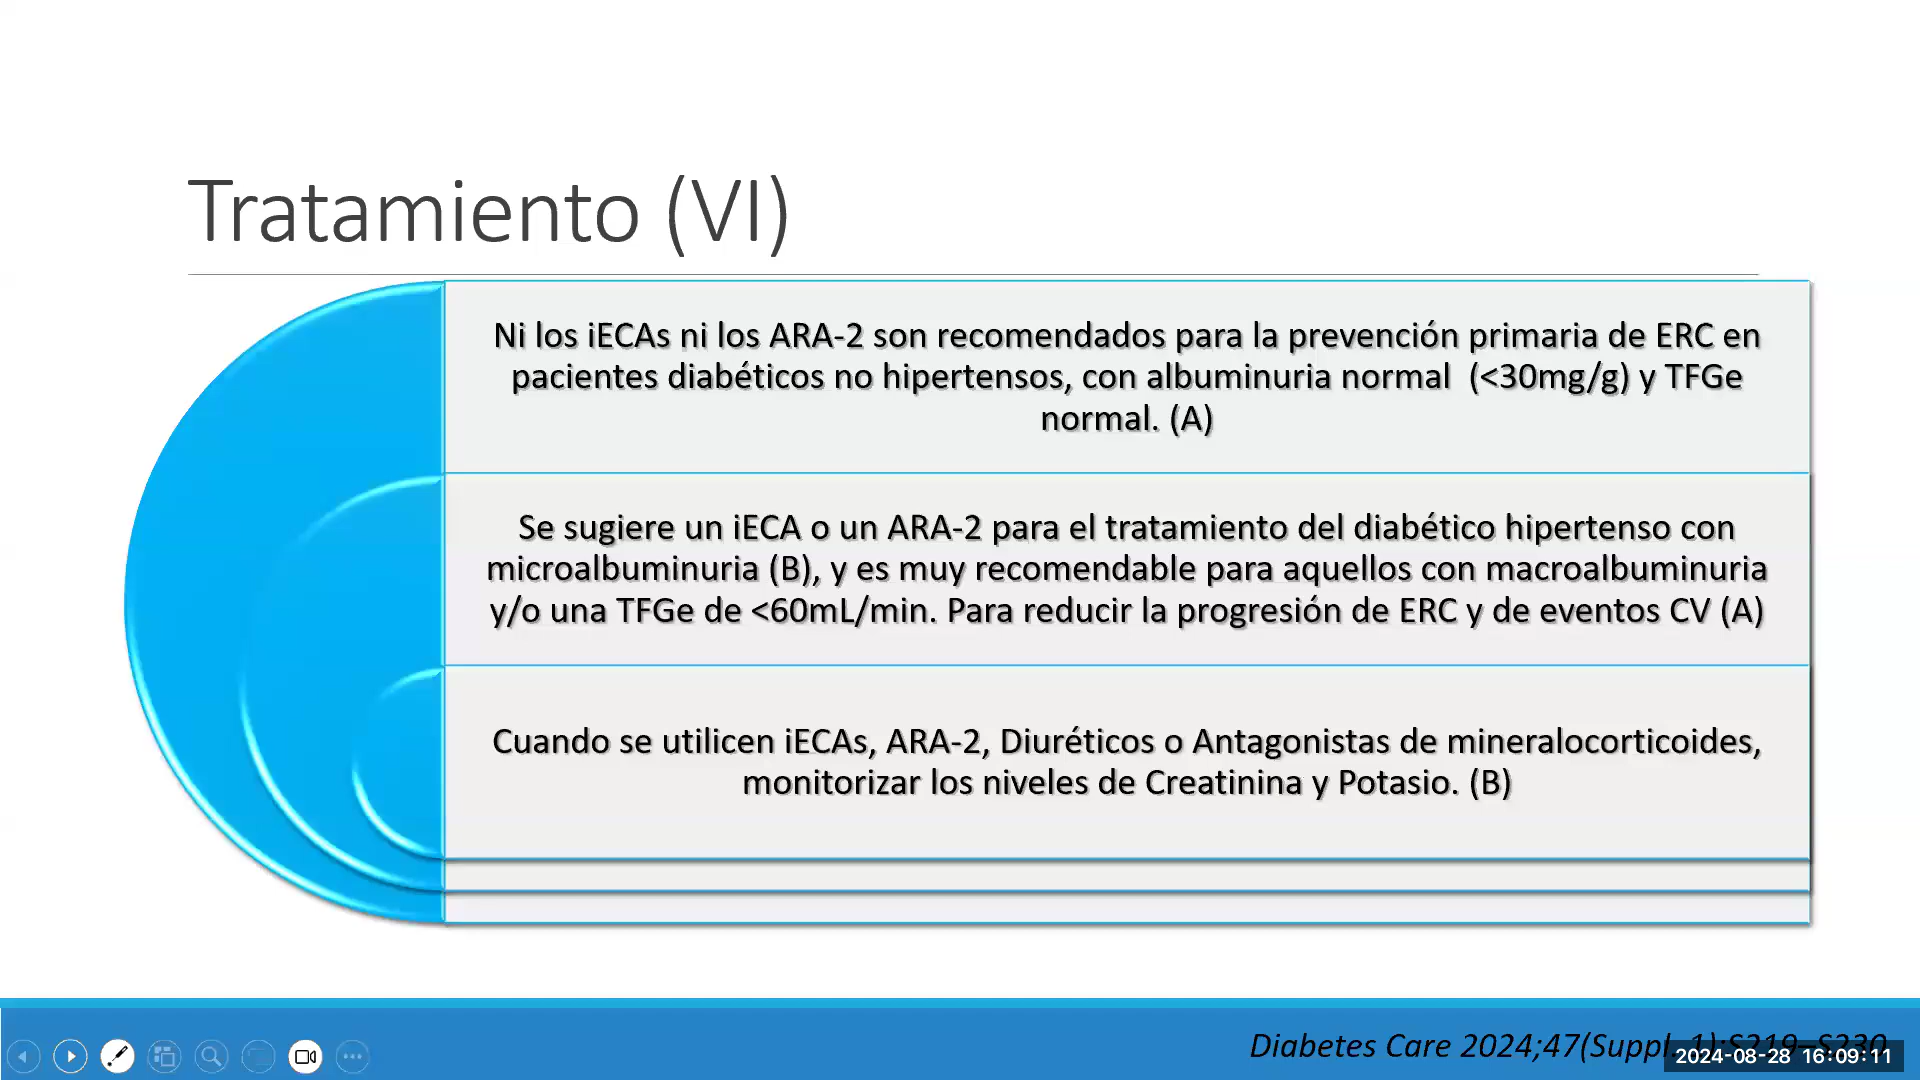 Tratamiento (VI)
Ni los iECAs ni los ARA-2 son recomendados para la prevención primaria de ERC en
pacientes diabéticos no hipertensos, con albuminuria normal (<30mg/g) y TFGe
normal. (A)
Se sugiere un iECA o un ARA-2 para el tratamiento del diabético hipertenso con
microalbuminuria (B), y es muy recomendable para aquellos con macroalbuminuria
y/o una TFGe de <60mL/min. Para reducir la progresión de ERC y de eventos CV (A)
Cuando se utilicen iECAs, ARA-2, Diuréticos o Antagonistas de mineralocorticoides,
monitorizar los niveles de Creatinina y Potasio. (B)
Diabetes Care 2024;47(Suppl. 1):S219–S230
2024-08-28 16:09:11